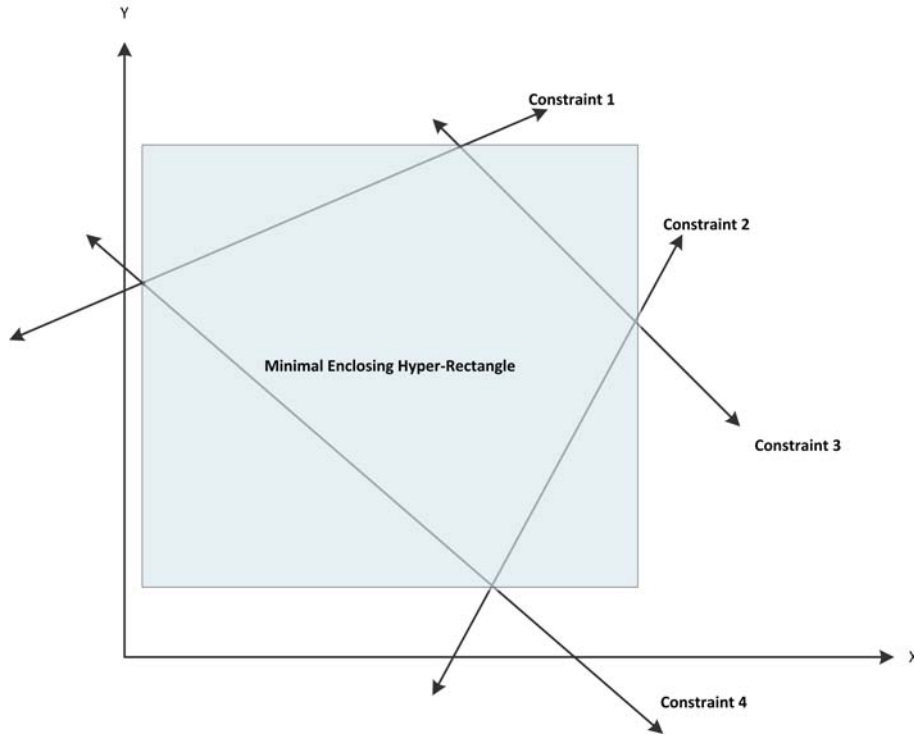 Y
Constraint 1
Constraint 2
Minimal Enclosing Hyper-Rectangle
Constraint 3
X
Constraint 4